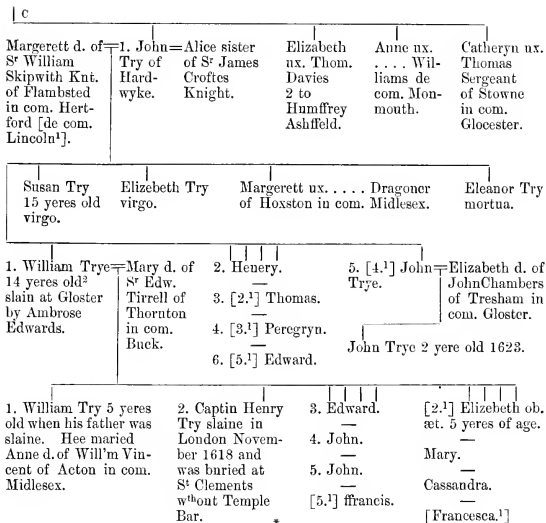 c
Margerett d. of
Sʳ William
Skipwith Knt.
of Flambsted
in com. Hert-
ford [de com.
Lincoln¹].
1. John
Try of
Hard-
wyke.
Alice sister
of Sʳ James
Croftes
Knight.
Elizabeth
ux. Thom.
Davies
2 to
Humffrey
Ashffeld.
Anne ux.
. . . . Wil-
liams de
com. Mon-
mouth.
Catheryn ux.
Thomas
Sergeant
of Stowne
in com.
Glocester.
Susan Try
15 yeres old
virgo.
Elizebeth Try
virgo.
Margerett ux. . . . . Dragoner
of Hoxston in com. Midlesex.
Eleanor Try
mortua.
1. William Trye
14 yeres old²
slain at Gloster
by Ambrose
Edwards.
Mary d. of
Sʳ Edw.
Tirrell of
Thornton
in com.
Buck.
2. Henery.
—
3. [2.¹] Thomas.
—
4. [3.¹] Peregryn.
—
6. [5.¹] Edward.
5. [4.¹] John
Trye.
Elizabeth d. of
John Chambers
of Tresham in
com. Gloster.
John Trye 2 yere old 1623.
1. William Try 5 yeres
old when his father was
slaine. Hee maried
Anne d. of Will'm Vin-
cent of Acton in com.
Midlesex.
2. Captin Henry
Try slaine in
London Novem-
ber 1618 and
was buried at
Sᵗ Clements
wᵗʰout Temple
Bar.
3. Edward.
—
4. John.
—
5. John.
—
[5.¹] ffrancis.
[2.¹] Elizebeth ob.
æt. 5 yeres of age.
—
Mary.
—
Cassandra.
—
[Francesca.¹]